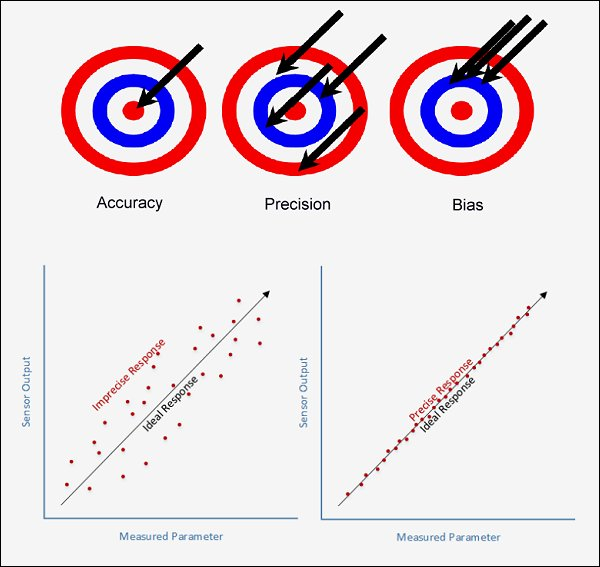 Accuracy
Precision
Bias
Sensor Output
Imprecise Response
Ideal Response
Measured Parameter
Sensor Output
Precise Response
Ideal Response
Measured Parameter